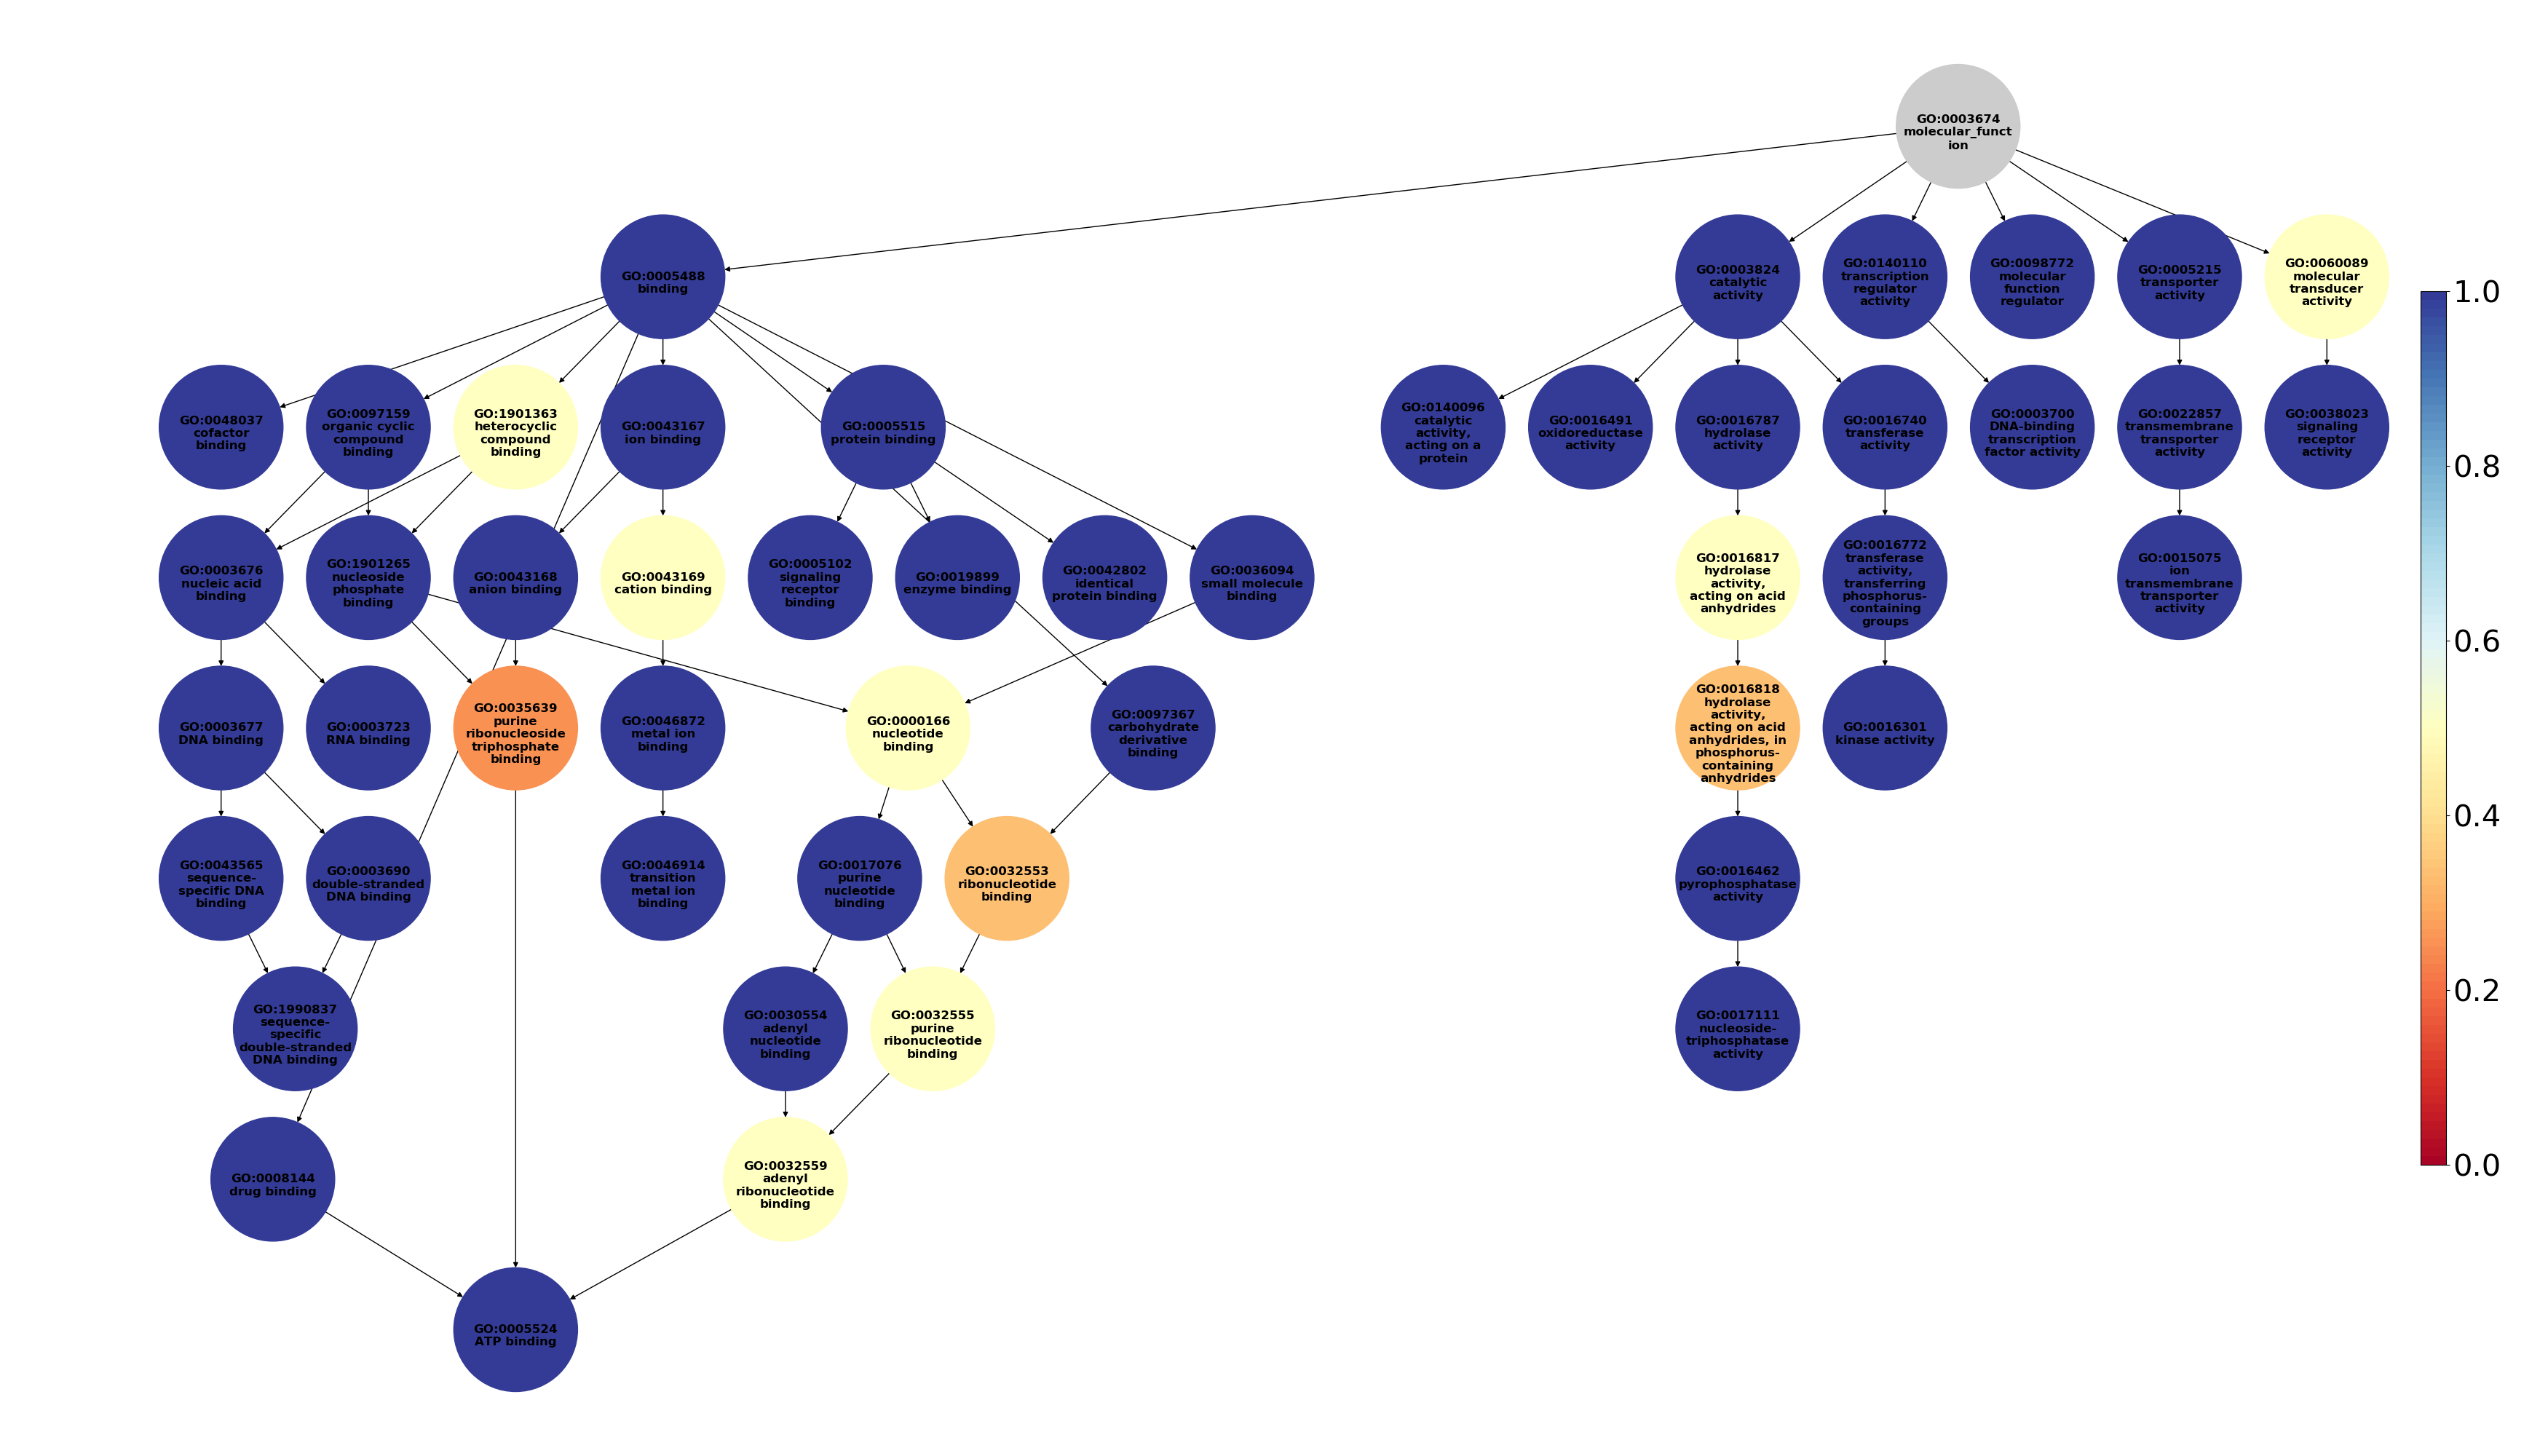 GO:0003674
molecular_funct
ion
GO:0005488
binding
GO:0003824
catalytic
activity
GO:0140110
transcription
regulator
activity
GO:0098772
molecular
function
regulator
GO:0005215
transporter
activity
GO:0060089
molecular
transducer
activity
GO:0048037
cofactor
binding
GO:0097159
organic cyclic
compound
binding
GO:1901363
heterocyclic
compound
binding
GO:0043167
ion binding
GO:0005515
protein binding
GO:0140096
catalytic
activity,
acting on a
protein
GO:0016491
oxidoreductase
activity
GO:0016787
hydrolase
activity
GO:0016740
transferase
activity
GO:0003700
DNA-binding
transcription
factor activity
GO:0022857
transmembrane
transporter
activity
GO:0038023
signaling
receptor
activity
GO:0003676
nucleic acid
binding
GO:1901265
nucleoside
phosphate
binding
GO:0043168
anion binding
GO:0043169
cation binding
GO:0005102
signaling
receptor
binding
GO:0019899
enzyme binding
GO:0042802
identical
protein binding
GO:0036094
small molecule
binding
GO:0016817
hydrolase
activity,
acting on acid
anhydrides
GO:0016772
transferase
activity,
transferring
phosphorus-
containing
groups
GO:0015075
ion
transmembrane
transporter
activity
GO:0003677
DNA binding
GO:0003723
RNA binding
GO:0035639
purine
ribonucleoside
triphosphate
binding
GO:0046872
metal ion
binding
GO:0000166
nucleotide
binding
GO:0097367
carbohydrate
derivative
binding
GO:0016818
hydrolase
activity,
acting on acid
anhydrides, in
phosphorus-
containing
anhydrides
GO:0016301
kinase activity
GO:0043565
sequence-
specific DNA
binding
GO:0003690
double-stranded
DNA binding
GO:0046914
transition
metal ion
binding
GO:0017076
purine
nucleotide
binding
GO:0032553
ribonucleotide
binding
GO:0016462
pyrophosphatase
activity
GO:1990837
sequence-
specific
double-stranded
DNA binding
GO:0030554
adenyl
nucleotide
binding
GO:0032555
purine
ribonucleotide
binding
GO:0017111
nucleoside-
triphosphatase
activity
GO:0008144
drug binding
GO:0032559
adenyl
ribonucleotide
binding
GO:0005524
ATP binding
1.0
0.8
0.6
0.4
0.2
0.0